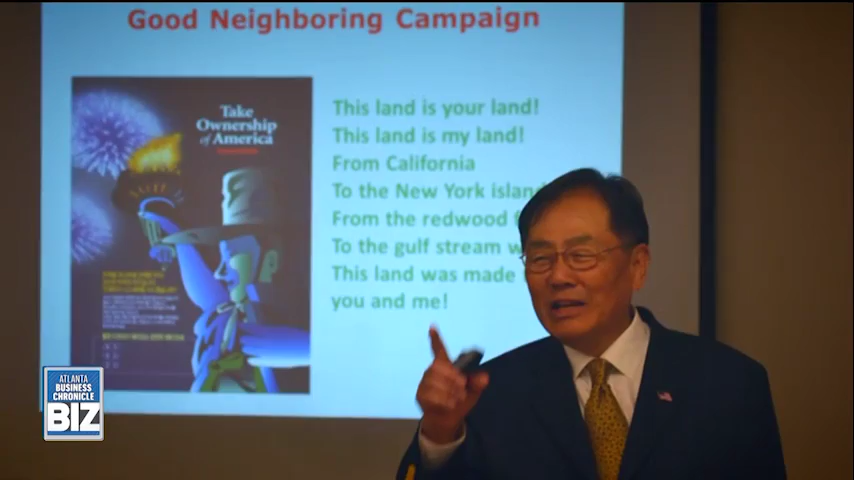 Good Neighboring Campaign
Take
Ownership
of America
This land is your land!
This land is my land!
From California
To the New York island
From the redwood
To the gulf stream
This land was made
you and me!
ATLANTA
BUSINESS
CHRONICLE
BIZ